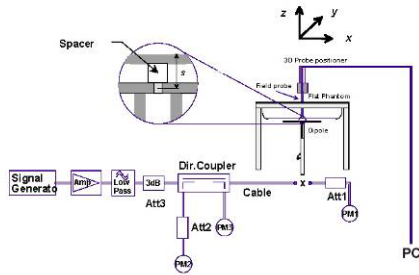 z
y
x
Spacer
s
3D Probe positioner
Field probe
Flat Phantom
Dipole
Signal
Generato
Amp
Low
Pass
3dB
Att3
Dir.Coupler
Cable
x
Att1
PM1
Att2
PM3
PM2
PC